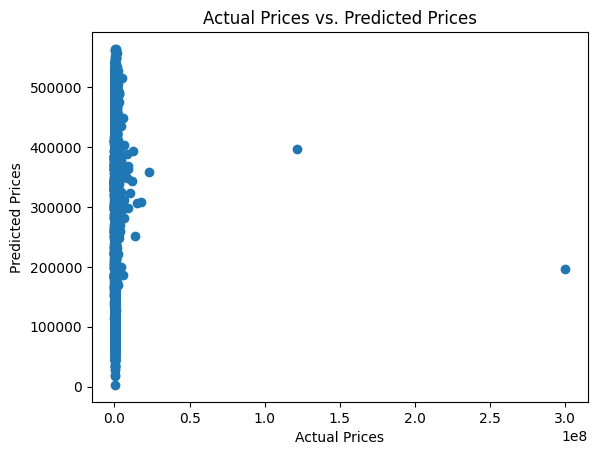 Actual Prices vs. Predicted Prices
Predicted Prices
500000
400000
300000
200000
100000
0
0.0 0.5 1.0 1.5 2.0 2.5 3.0
1e8
Actual Prices